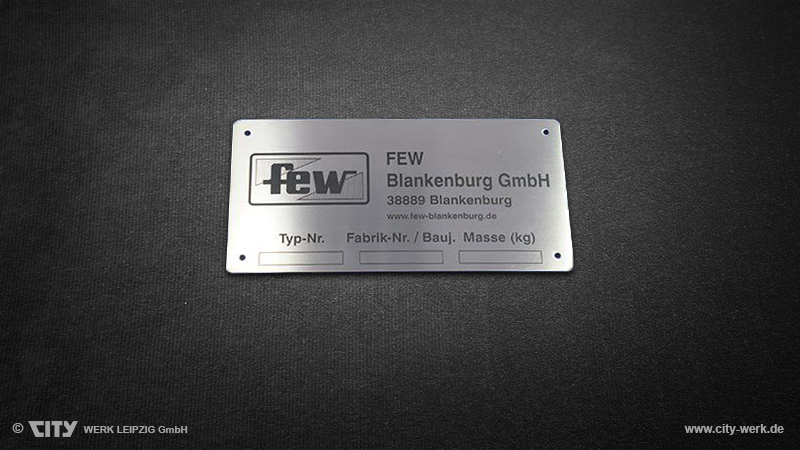 few
FEW
Blankenburg GmbH
38889 Blankenburg
www.few-blankenburg.de
Typ-Nr. Fabrik-Nr. / Bauj. Masse (kg)
© CITY WERK LEIPZIG GmbH
www.city-werk.de